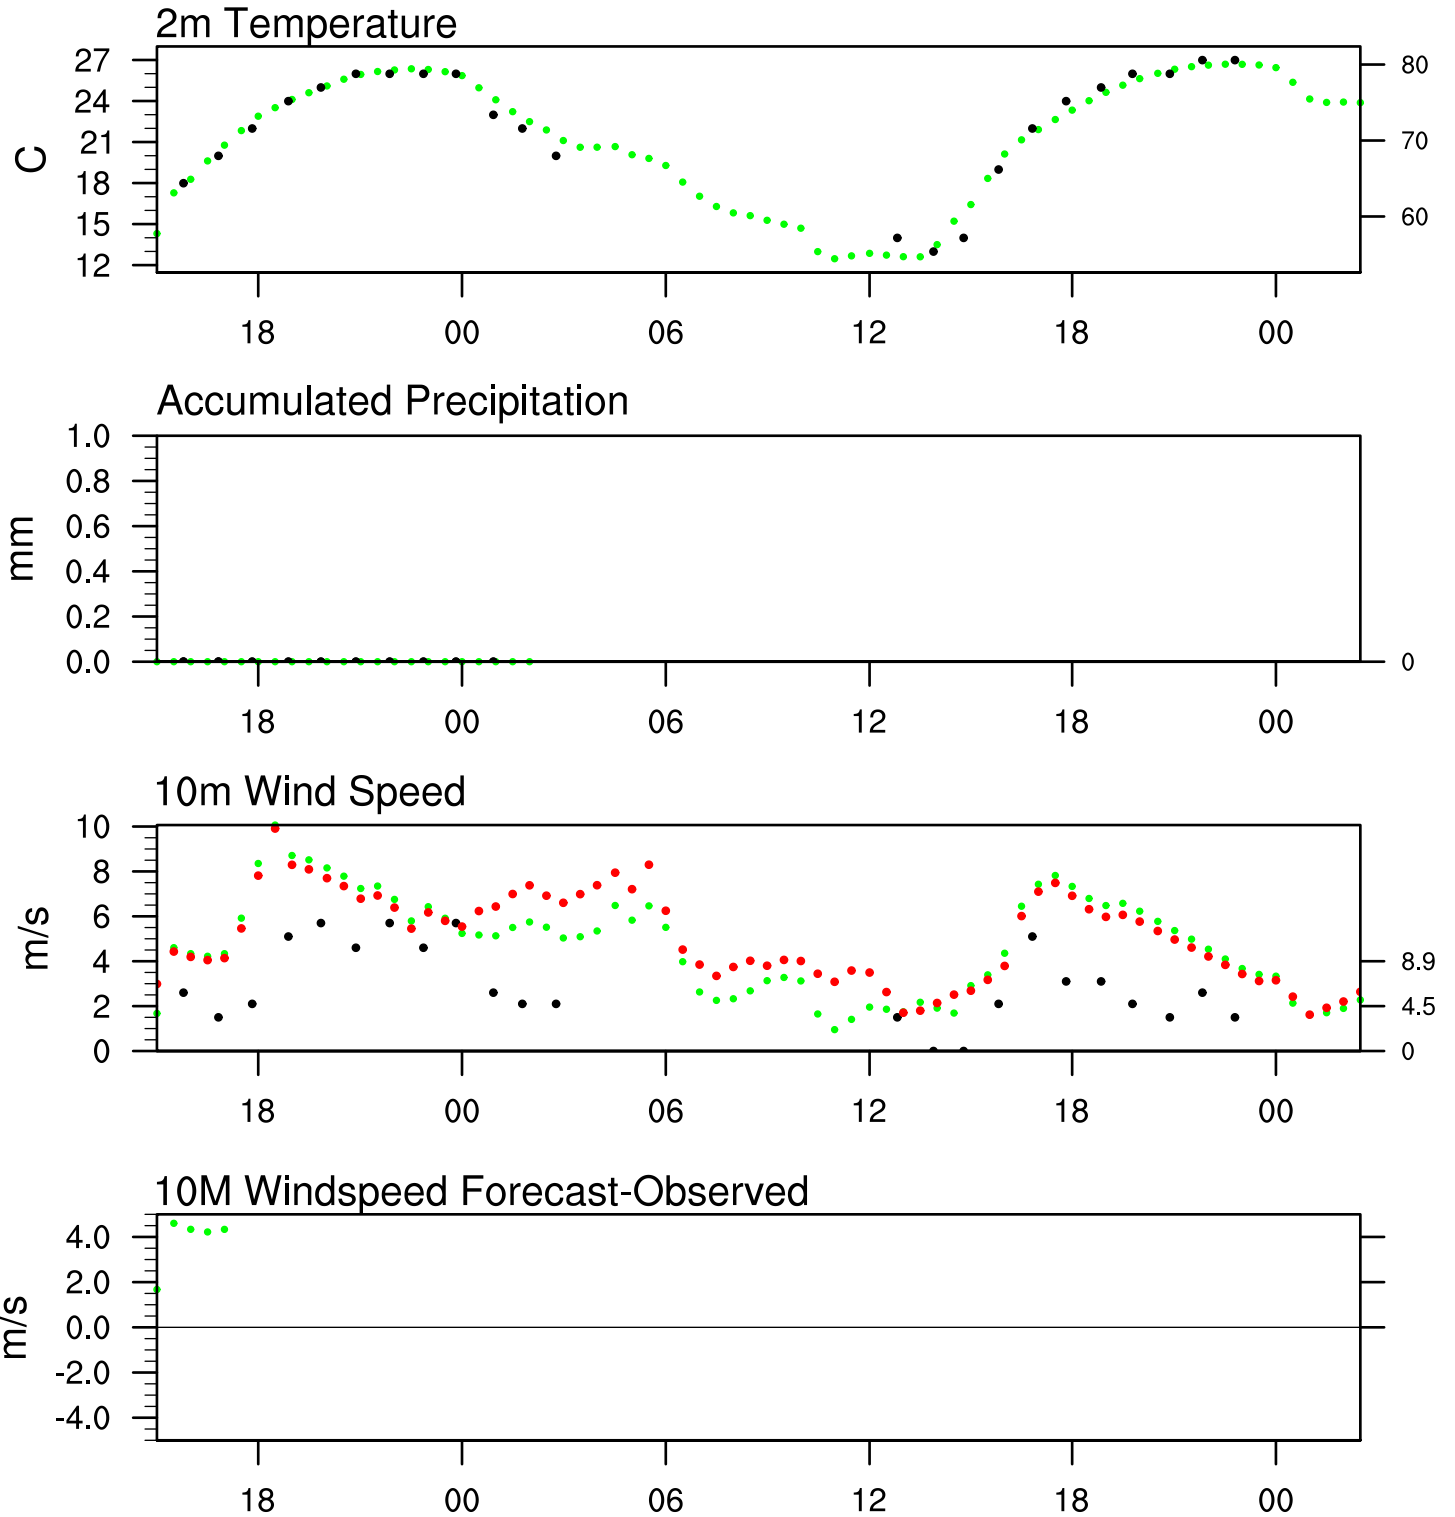 2m Temperature
27
24
21
18
15
12
C
80
70
60
18 00 06 12 18 00
Accumulated Precipitation
1.0
0.8
0.6
0.4
0.2
0.0
mm
0
18 00 06 12 18 00
10m Wind Speed
10
8
6
4
2
0
m/s
8.9
4.5
0
18 00 06 12 18 00
10M Windspeed Forecast-Observed
4.0
2.0
0.0
-2.0
-4.0
m/s
18 00 06 12 18 00